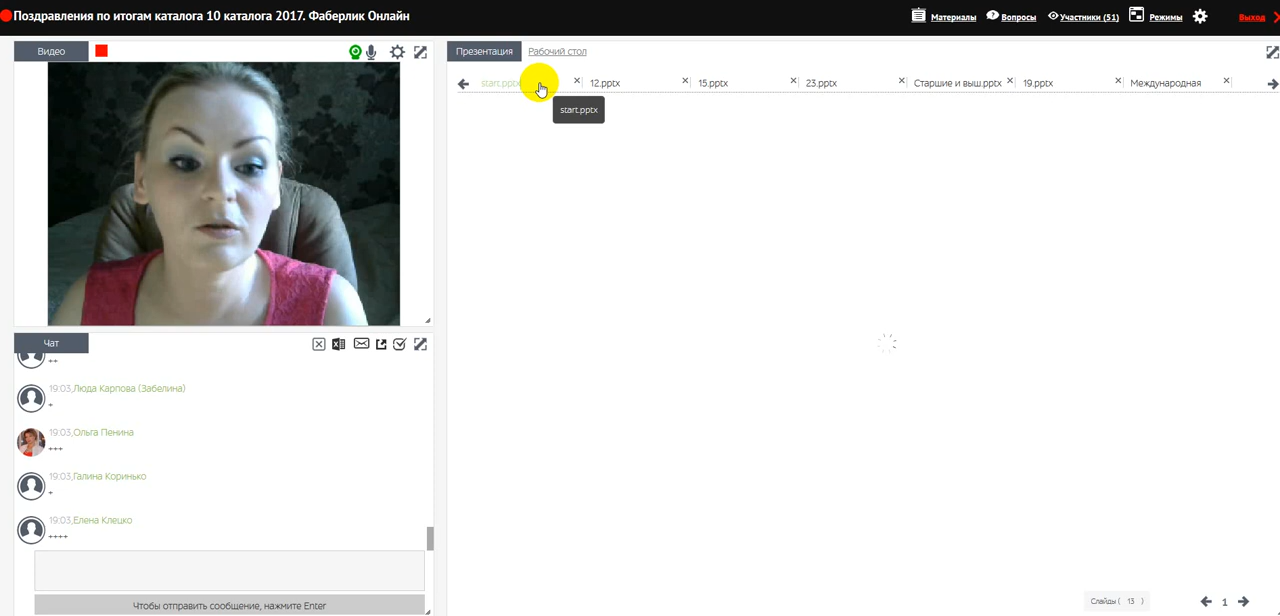 Поздравления по итогам каталога 10 каталога 2017. Фаберлик Онлайн
Материалы Вопросы Участники (51) Режимы Выход
Видео
Презентация Рабочий стол
start.pptx 12.pptx 15.pptx 23.pptx Старшие и выш.pptx 19.pptx Международная
start.pptx
Чат
++
19:03, Люда Карпова (Забелина)
+
19:03, Ольга Пенина
+++
19:03, Галина Коринько
+
19:03, Елена Клецко
++++
Чтобы отправить сообщение, нажмите Enter
Слайды ( 13 )
1